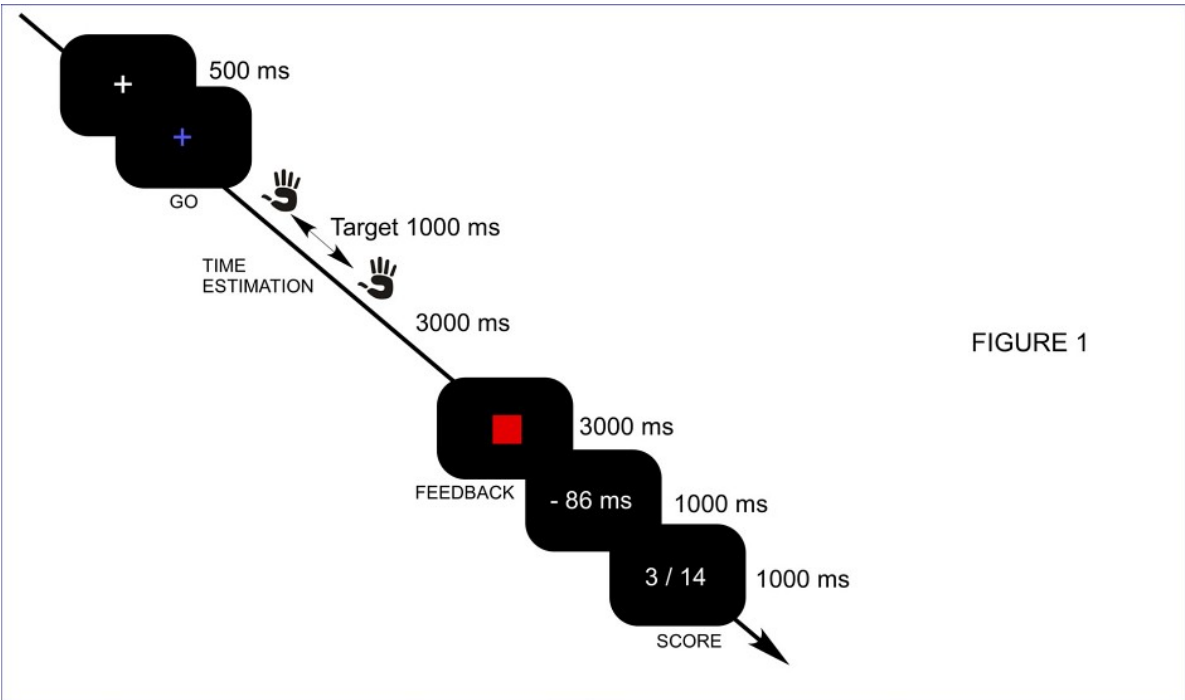 500 ms
GO
Target 1000 ms
TIME
ESTIMATION
3000 ms
FIGURE 1
3000 ms
FEEDBACK
- 86 ms
1000 ms
3 / 14
1000 ms
SCORE